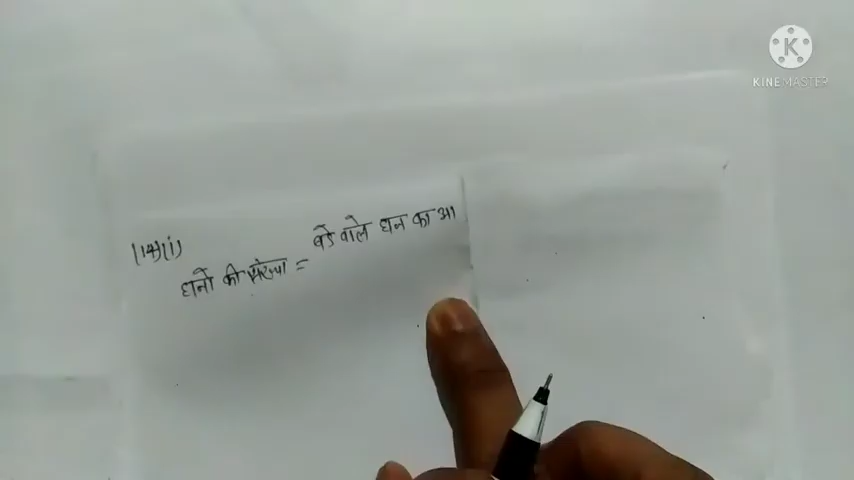 (14)(i)
घनों की संख्या = बड़े वाले घन का आ
KINEMASTER